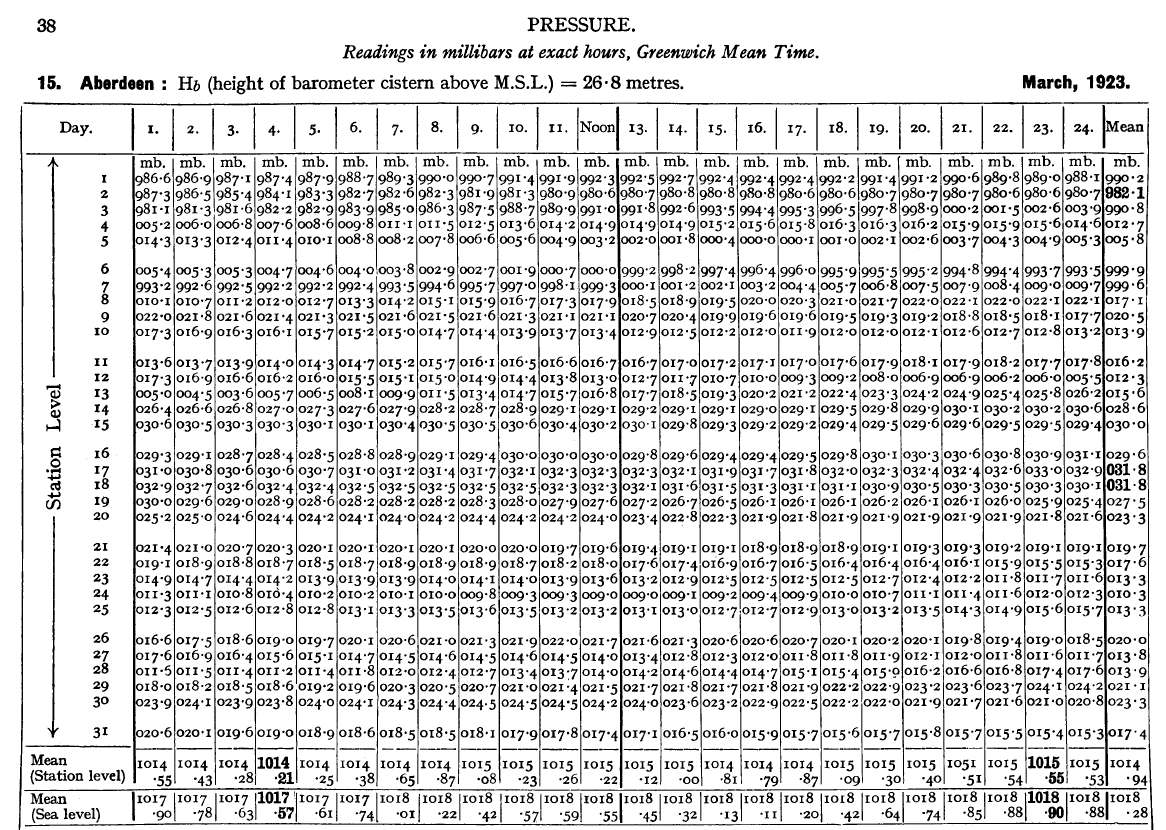 38
PRESSURE.
Readings in millibars at exact hours, Greenwich Mean Time.
15. Aberdeen : Hb (height of barometer cistern above M.S.L.) = 26·8 metres. March, 1923.
Day. 1. 2. 3. 4. 5. 6. 7. 8. 9. 10. 11. Noon 13. 14. 15. 16. 17. 18. 19. 20. 21. 22. 23. 24. Mean
mb. mb. mb. mb. mb. mb. mb. mb. mb. mb. mb. mb. mb. mb. mb. mb. mb. mb. mb. mb. mb. mb. mb. mb. mb.
Station Level
1 986·6 986·9 987·1 987·4 987·9 988·7 989·3 990·0 990·7 991·4 991·9 992·3 992·5 992·7 992·4 992·4 992·4 992·2 991·4 991·2 990·6 989·8 989·0 988·1 990·2
2 987·3 986·5 985·4 984·1 983·3 982·7 982·6 982·3 981·9 981·3 980·9 980·6 980·7 980·8 980·8 980·8 980·6 980·6 980·7 980·7 980·7 980·6 980·6 980·7 982·1
3 981·1 981·3 981·6 982·2 982·9 983·9 985·0 986·3 987·5 988·7 989·9 991·0 991·8 992·6 993·5 994·4 995·3 996·5 997·8 998·9 000·2 001·5 002·6 003·9 990·8
4 005·2 006·0 006·8 007·6 008·6 009·8 011·1 011·5 012·5 013·6 014·2 014·9 014·9 014·9 015·2 015·6 015·8 016·3 016·3 016·2 015·9 015·9 015·6 014·6 012·7
5 014·3 013·3 012·4 011·4 010·1 008·8 008·2 007·8 006·6 005·6 004·9 003·2 002·0 001·8 000·4 000·0 000·1 001·0 002·1 002·6 003·7 004·3 004·9 005·3 005·8
6 005·4 005·3 005·3 004·7 004·6 004·0 003·8 002·9 002·7 001·9 000·7 000·0 999·2 998·2 997·4 996·4 996·0 995·9 995·5 995·2 994·8 994·4 993·7 993·5 999·9
7 993·2 992·6 992·5 992·2 992·2 992·4 993·5 994·6 995·7 997·0 998·1 999·3 000·1 001·2 002·1 003·2 004·4 005·7 006·8 007·5 007·9 008·4 009·0 009·7 999·6
8 010·1 010·7 011·2 012·0 012·7 013·3 014·2 015·1 015·9 016·7 017·3 017·9 018·5 018·9 019·5 020·0 020·3 021·0 021·7 022·0 022·1 022·0 022·1 022·1 017·1
9 022·0 021·8 021·6 021·4 021·3 021·5 021·6 021·5 021·6 021·3 021·1 021·1 020·7 020·4 019·9 019·6 019·6 019·5 019·3 019·2 018·8 018·5 018·1 017·7 020·5
10 017·3 016·9 016·3 016·1 015·7 015·2 015·0 014·7 014·4 013·9 013·7 013·4 012·9 012·5 012·2 012·0 011·9 012·0 012·0 012·1 012·6 012·7 012·8 013·2 013·9
11 013·6 013·7 013·9 014·0 014·3 014·7 015·2 015·7 016·1 016·5 016·6 016·7 016·7 017·0 017·2 017·1 017·0 017·6 017·9 018·1 017·9 018·2 017·7 017·8 016·2
12 017·3 016·9 016·6 016·2 016·0 015·5 015·1 015·0 014·9 014·4 013·8 013·0 012·7 011·7 010·7 010·0 009·3 009·2 008·0 006·9 006·9 006·2 006·0 005·5 012·3
13 005·0 004·5 003·6 005·7 006·5 008·1 009·9 011·5 013·4 014·7 015·7 016·8 017·7 018·5 019·3 020·2 021·2 022·4 023·3 024·2 024·9 025·4 025·8 026·2 015·6
14 026·4 026·6 026·8 027·0 027·3 027·6 027·9 028·2 028·7 028·9 029·1 029·1 029·2 029·1 029·1 029·0 029·1 029·5 029·8 029·9 030·1 030·2 030·2 030·6 028·6
15 030·6 030·5 030·3 030·3 030·1 030·1 030·4 030·5 030·5 030·6 030·4 030·2 030·1 029·8 029·3 029·2 029·2 029·4 029·5 029·6 029·6 029·5 029·5 029·4 030·0
16 029·3 029·1 028·7 028·4 028·5 028·8 028·9 029·1 029·4 030·0 030·0 030·0 029·8 029·6 029·4 029·4 029·5 029·8 030·1 030·3 030·6 030·8 030·9 031·1 029·6
17 031·0 030·8 030·6 030·6 030·7 031·0 031·2 031·4 031·7 032·1 032·3 032·3 032·3 032·1 031·9 031·7 031·8 032·0 032·3 032·4 032·4 032·6 033·0 032·9 031·8
18 032·9 032·7 032·6 032·4 032·4 032·5 032·5 032·5 032·5 032·5 032·3 032·3 032·1 031·6 031·5 031·3 031·1 031·1 030·9 030·5 030·3 030·5 030·3 030·1 031·8
19 030·0 029·6 029·0 028·9 028·6 028·2 028·2 028·2 028·3 028·0 027·9 027·6 027·2 026·7 026·5 026·1 026·1 026·1 026·2 026·1 026·1 026·0 025·9 025·4 027·5
20 025·2 025·0 024·6 024·4 024·2 024·1 024·0 024·2 024·4 024·2 024·2 024·0 023·4 022·8 022·3 021·9 021·8 021·9 021·9 021·9 021·9 021·9 021·8 021·6 023·3
21 021·4 021·0 020·7 020·3 020·1 020·1 020·1 020·1 020·0 020·0 019·7 019·6 019·4 019·1 019·1 018·9 018·9 018·9 019·1 019·3 019·3 019·2 019·1 019·1 019·7
22 019·1 018·9 018·8 018·7 018·5 018·7 018·9 018·9 018·9 018·7 018·2 018·0 017·6 017·4 016·9 016·7 016·5 016·4 016·4 016·4 016·1 015·9 015·5 015·3 017·6
23 014·9 014·7 014·4 014·2 013·9 013·9 013·9 014·0 014·1 014·0 013·9 013·6 013·2 012·9 012·5 012·5 012·5 012·5 012·7 012·4 012·2 011·8 011·7 011·6 013·3
24 011·3 011·1 010·8 010·4 010·2 010·2 010·1 010·0 009·8 009·3 009·3 009·0 009·0 009·1 009·2 009·4 009·9 010·0 010·7 011·1 011·4 011·6 012·0 012·3 010·3
25 012·3 012·5 012·6 012·8 012·8 013·1 013·3 013·5 013·6 013·5 013·2 013·2 013·1 013·0 012·7 012·7 012·9 013·0 013·2 013·5 014·3 014·9 015·6 015·7 013·3
26 016·6 017·5 018·6 019·0 019·7 020·1 020·6 021·0 021·3 021·9 022·0 021·7 021·6 021·3 020·6 020·6 020·7 020·1 020·2 020·1 019·8 019·4 019·0 018·5 020·0
27 017·6 016·9 016·4 015·6 015·1 014·7 014·5 014·6 014·5 014·6 014·5 014·0 013·4 012·8 012·3 012·0 011·8 011·8 011·9 012·1 012·0 011·8 011·6 011·7 013·8
28 011·5 011·5 011·4 011·2 011·4 011·8 012·0 012·4 012·7 013·4 013·7 014·0 014·2 014·6 014·4 014·7 015·1 015·4 015·9 016·2 016·6 016·8 017·4 017·6 013·9
29 018·0 018·2 018·5 018·6 019·2 019·6 020·3 020·5 020·7 021·0 021·4 021·5 021·7 021·8 021·7 021·8 021·9 022·2 022·9 023·2 023·6 023·7 024·1 024·2 021·1
30 023·9 024·1 023·9 023·8 024·0 024·1 024·3 024·4 024·5 024·5 024·5 024·2 024·0 023·6 023·2 022·9 022·5 022·2 022·0 021·9 021·7 021·6 021·0 020·8 023·3
31 020·6 020·1 019·6 019·0 018·9 018·6 018·5 018·5 018·1 017·9 017·8 017·4 017·1 016·5 016·0 015·9 015·7 015·6 015·7 015·8 015·7 015·5 015·4 015·3 017·4
Mean 1014 1014 1014 1014 1014 1014 1014 1014 1015 1015 1015 1015 1015 1015 1014 1014 1014 1015 1015 1015 1051 1015 1015 1015 1014
(Station level) ·55 ·43 ·28 ·21 ·25 ·38 ·65 ·87 ·08 ·23 ·26 ·22 ·12 ·00 ·81 ·79 ·87 ·09 ·30 ·40 ·51 ·54 ·55 ·53 ·94
Mean 1017 1017 1017 1017 1017 1017 1018 1018 1018 1018 1018 1018 1018 1018 1018 1018 1018 1018 1018 1018 1018 1018 1018 1018 1018
(Sea level) ·90 ·78 ·63 ·57 ·61 ·74 ·01 ·22 ·42 ·57 ·59 ·55 ·45 ·32 ·13 ·11 ·20 ·42 ·64 ·74 ·85 ·88 ·90 ·88 ·28